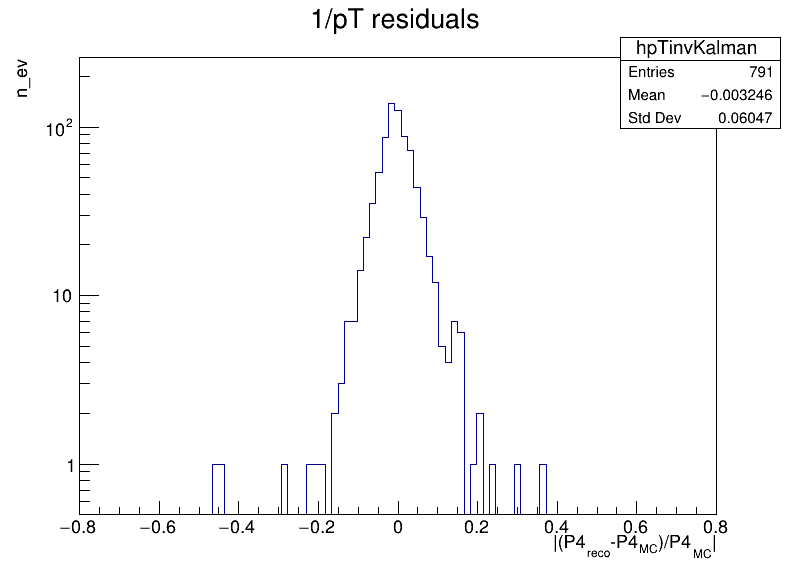 1/pT residuals
hpTinvKalman
Entries 791
Mean −0.003246
Std Dev 0.06047
n_ev
10²
10
1
−0.8 −0.6 −0.4 −0.2 0 0.2 0.4 0.6 0.8
|(P4reco-P4MC)/P4MC|